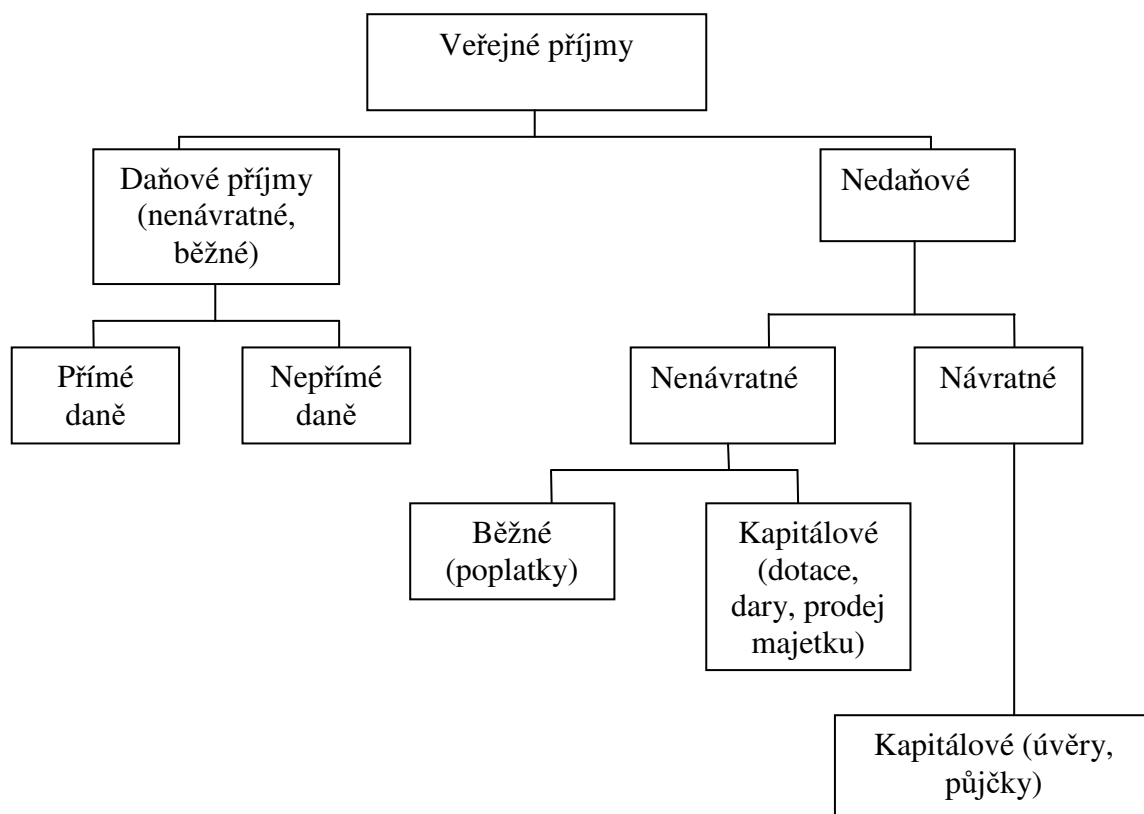 Veřejné příjmy
Daňové příjmy
(nenávratné,
běžné)
Nedaňové
Přímé
daně
Nepřímé
daně
Nenávratné
Návratné
Běžné
(poplatky)
Kapitálové
(dotace,
dary, prodej
majetku)
Kapitálové (úvěry,
půjčky)